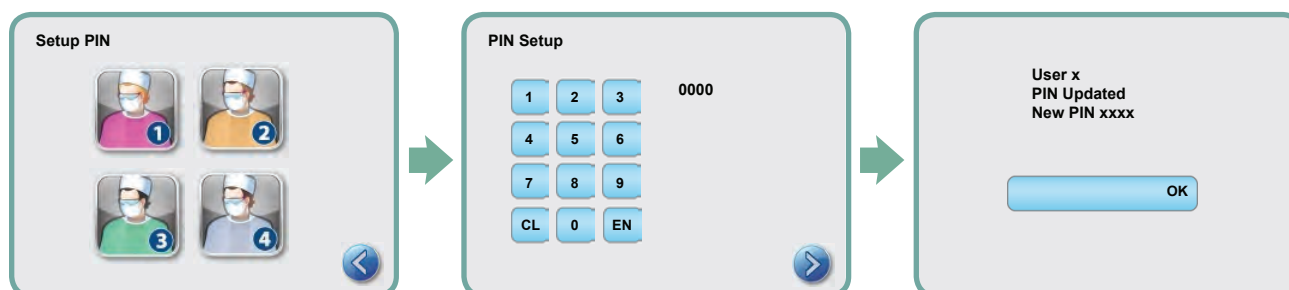 Setup PIN
1
2
3
4
PIN Setup
0000
1 2 3
4 5 6
7 8 9
CL 0 EN
User x
PIN Updated
New PIN xxxx
OK